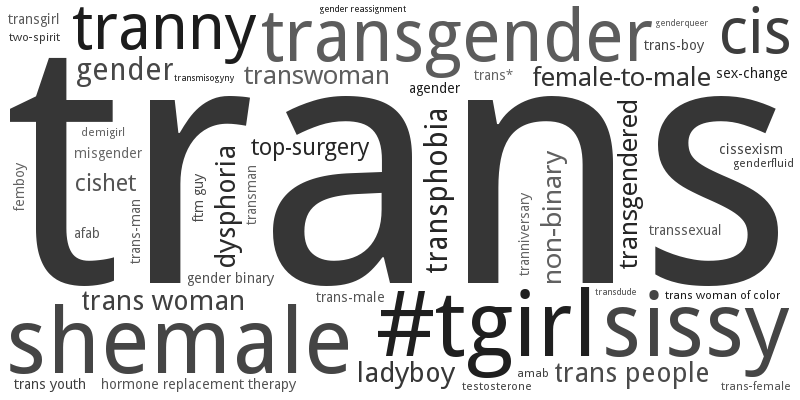 gender reassignment
transgirl
tranny
transgender
genderqueer
cis
two-spirit
trans-boy
gender
transmisogyny
transwoman
agender
trans*
female-to-male
sex-change
trans
demigirl
misgender
top-surgery
cissexism
genderfluid
femboy
cishet
ftm guy
dysphoria
transman
transphobia
transgendered
non-binary
tranniversary
trans-man
afab
transsexual
gender binary
trans woman
trans-male
#tgirl
transdude
trans woman of color
shemale
sissy
ladyboy
amab
trans people
trans youth
hormone replacement therapy
testosterone
trans-female